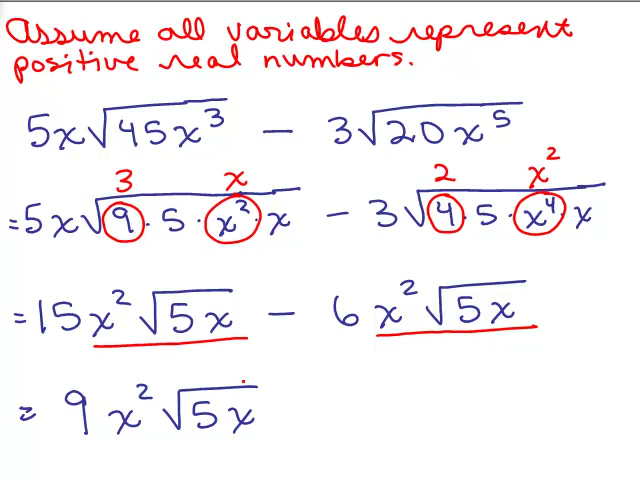 Assume all variables represent
positive real numbers.
5x√45x³ − 3√20x⁵
3 x 2 x²
=5x√9·5·x²·x − 3√4·5·x⁴·x
=15x²√5x − 6x²√5x
= 9x²√5x